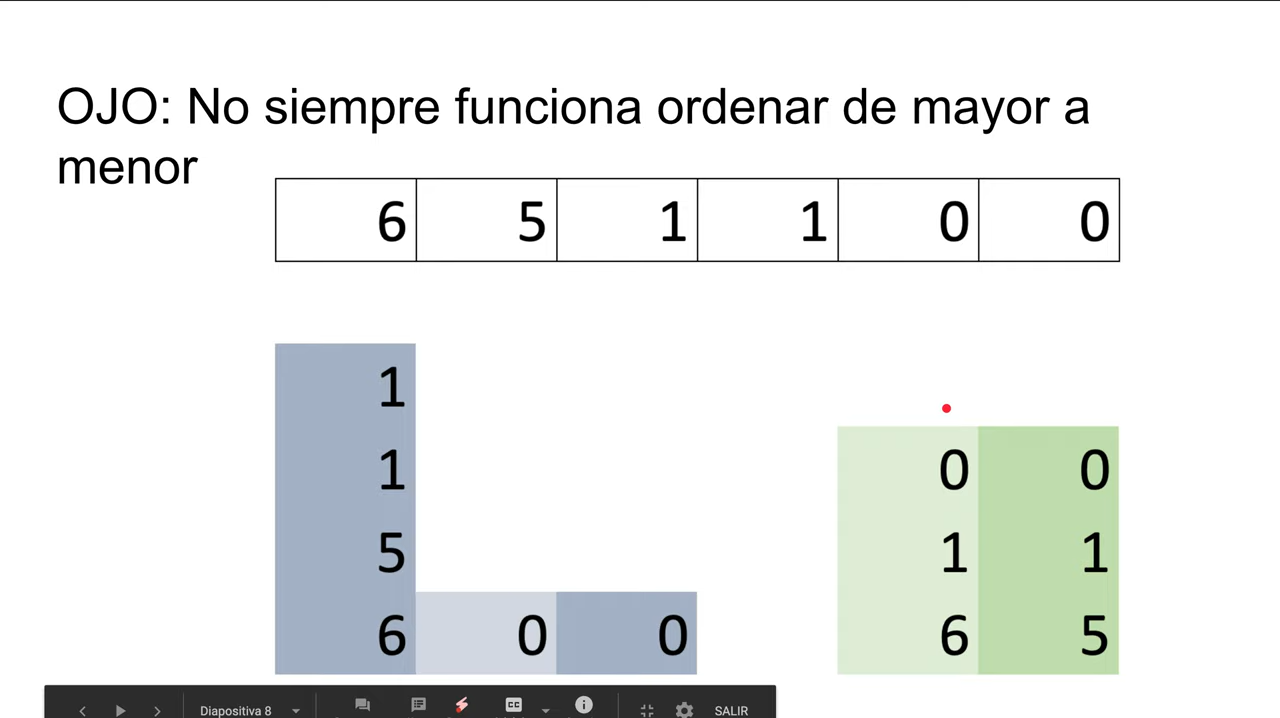 OJO: No siempre funciona ordenar de mayor a
menor
6 5 1 1 0 0
1
1
5
6 0 0
0 0
1 1
6 5
Diapositiva 8
CC
SALIR